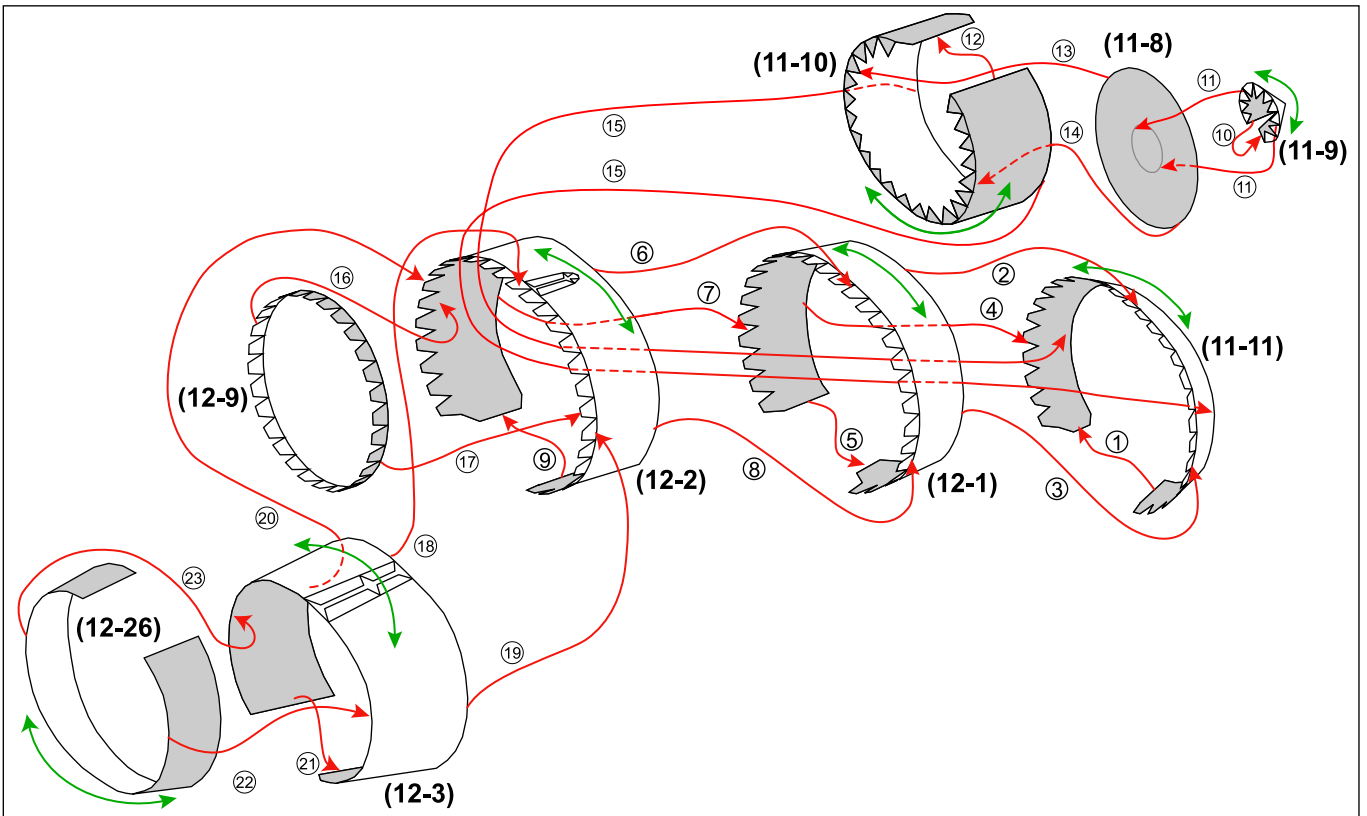 ⑫ ⑬ (11-8)
(11-10) ⑪
⑮ ⑭ ⑩ (11-9)
⑮ ⑪
⑥ ②
⑯ ⑦ ④
(11-11)
(12-9)
⑤ ①
⑰ ⑨ (12-2) ⑧ (12-1) ③
⑳ ⑱
㉓
(12-26)
⑲
㉒ ㉑ (12-3)